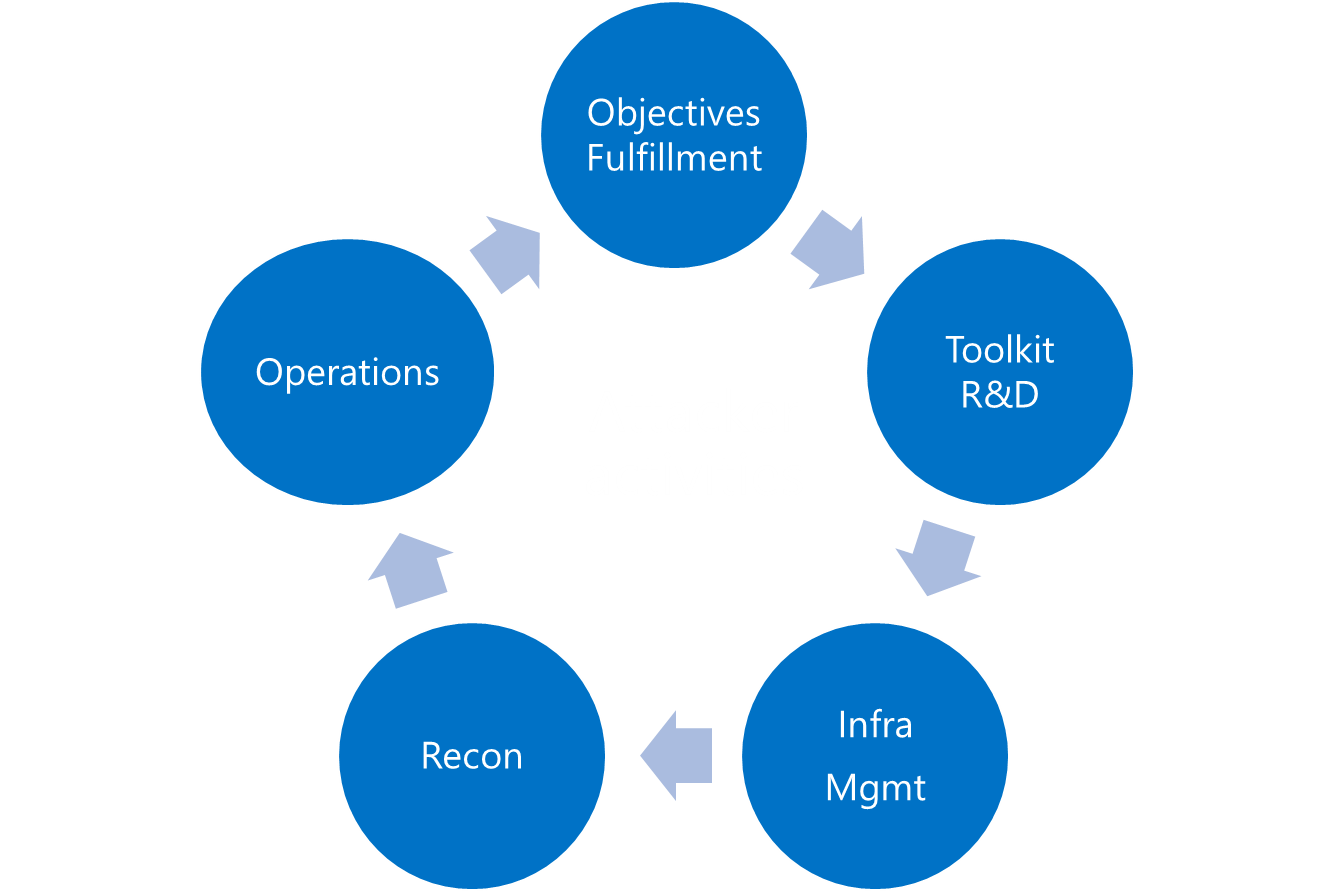 Objectives
Fulfillment
Toolkit
R&D
Infra
Mgmt
Recon
Operations